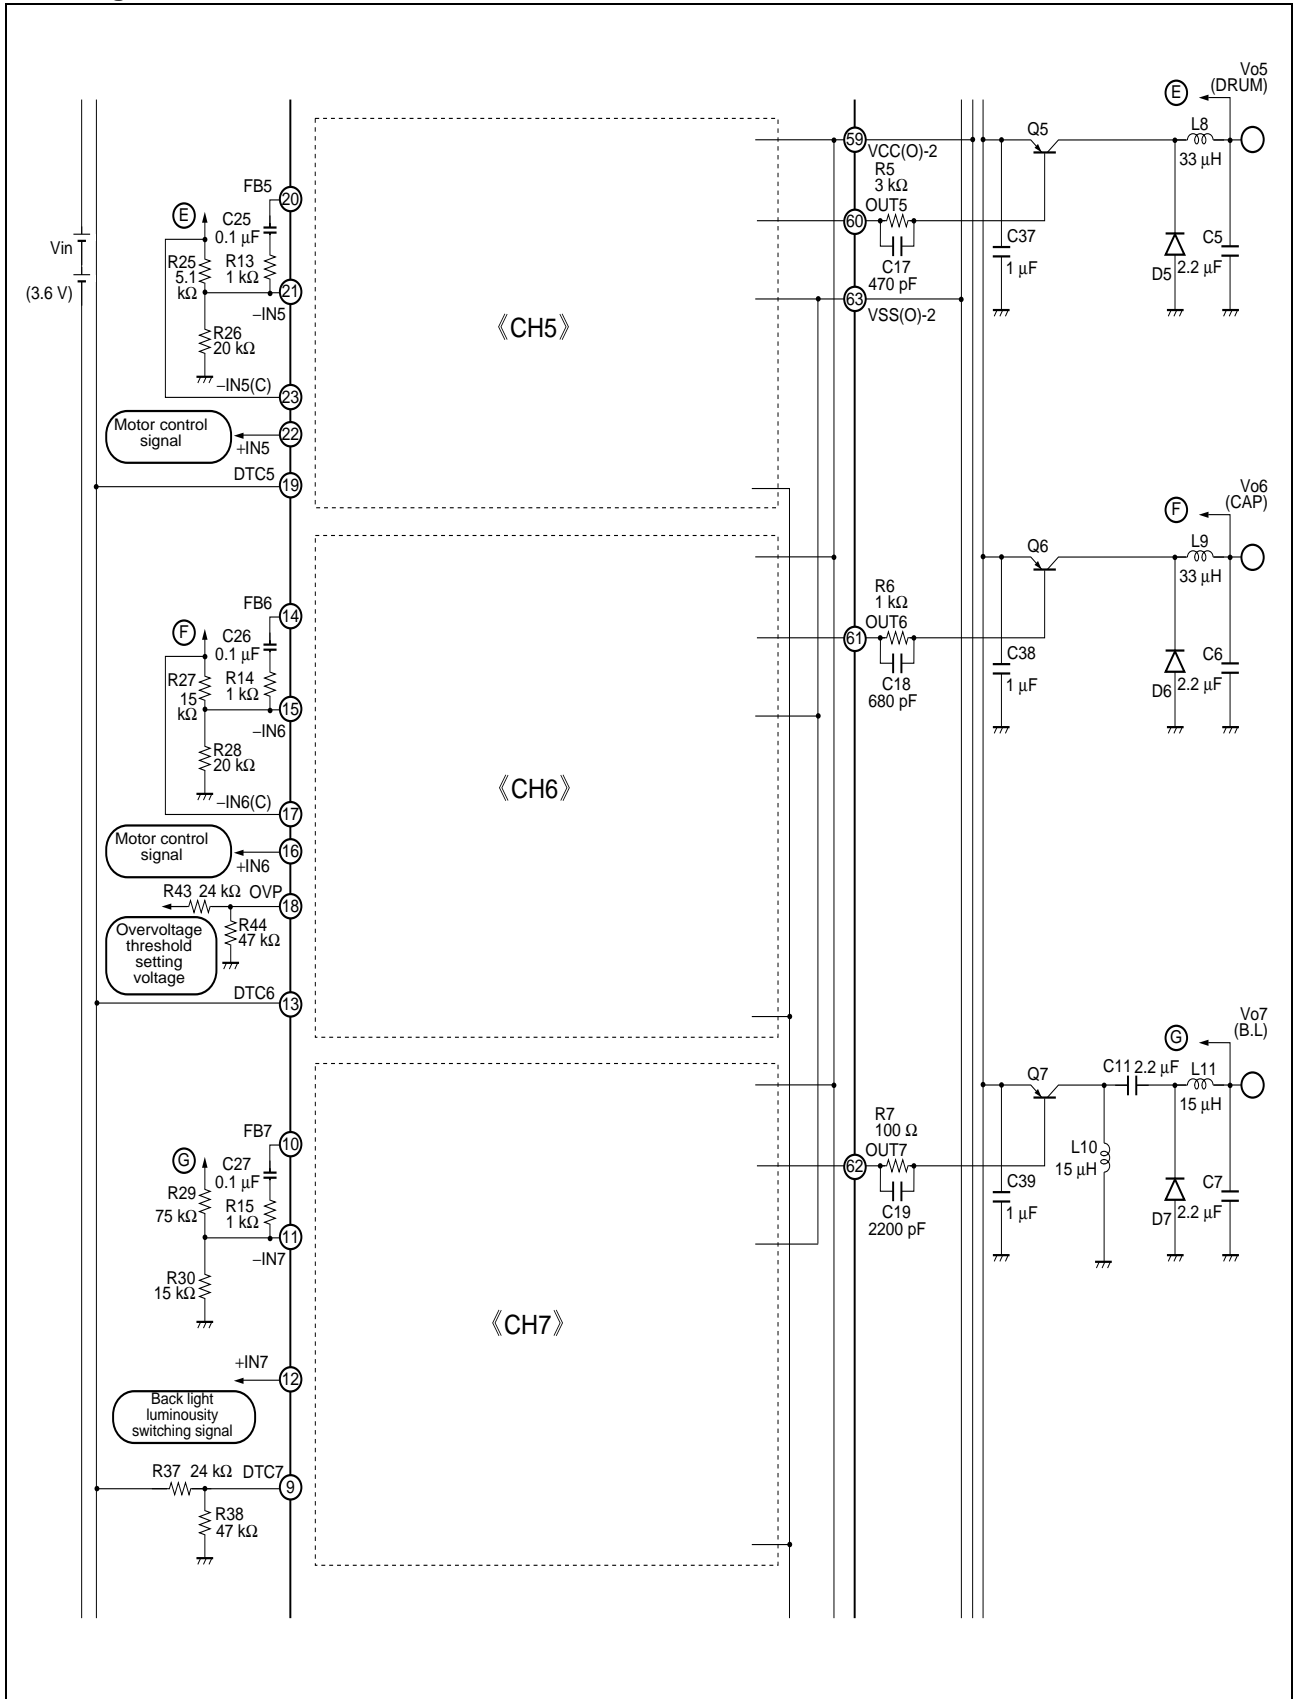 Vo5
(DRUM)
E
Q5
L8
33 µH
59
VCC(O)-2
R5
3 kΩ
OUT5
60
C17
470 pF
63
VSS(O)-2
C37
1 µF
D5
C5
2.2 µF
FB5
20
E
C25
0.1 µF
Vin
(3.6 V)
R25
5.1
kΩ
R13
1 kΩ
21
–IN5
R26
20 kΩ
–IN5(C)
23
Motor control
signal
22
+IN5
DTC5
19
《CH5》
Vo6
(CAP)
F
Q6
L9
33 µH
R6
1 kΩ
OUT6
61
C18
680 pF
C38
1 µF
D6
C6
2.2 µF
FB6
14
F
C26
0.1 µF
R27
15
kΩ
R14
1 kΩ
15
–IN6
R28
20 kΩ
–IN6(C)
17
Motor control
signal
16
+IN6
R43 24 kΩ OVP
18
R44
47 kΩ
Overvoltage
threshold
setting
voltage
DTC6
13
《CH6》
Vo7
(B.L)
G
Q7
C11 2.2 µF
L11
15 µH
L10
15 µH
R7
100 Ω
OUT7
62
C19
2200 pF
C39
1 µF
D7
C7
2.2 µF
FB7
10
G
C27
0.1 µF
R29
75 kΩ
R15
1 kΩ
11
–IN7
R30
15 kΩ
+IN7
12
Back light
luminousity
switching signal
R37 24 kΩ DTC7
9
R38
47 kΩ
《CH7》